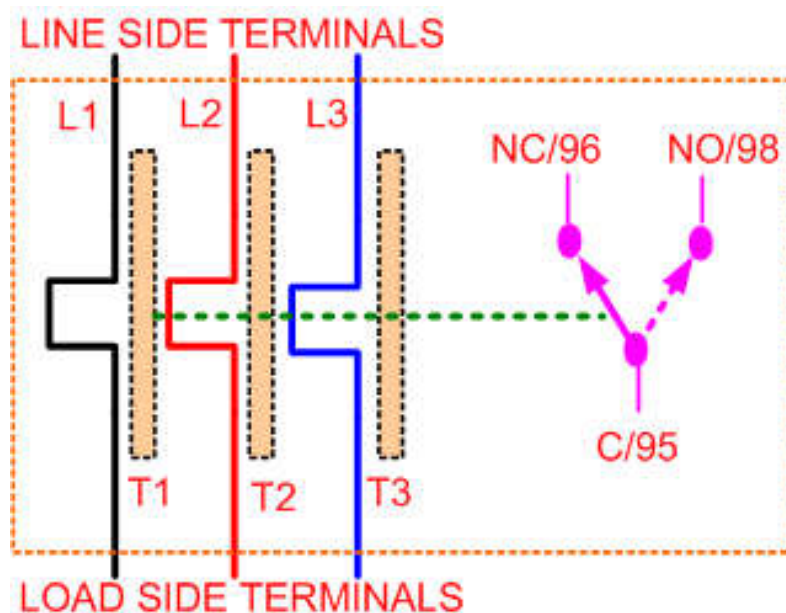 LINE SIDE TERMINALS
L1 L2 L3
NC/96 NO/98
C/95
T1 T2 T3
LOAD SIDE TERMINALS